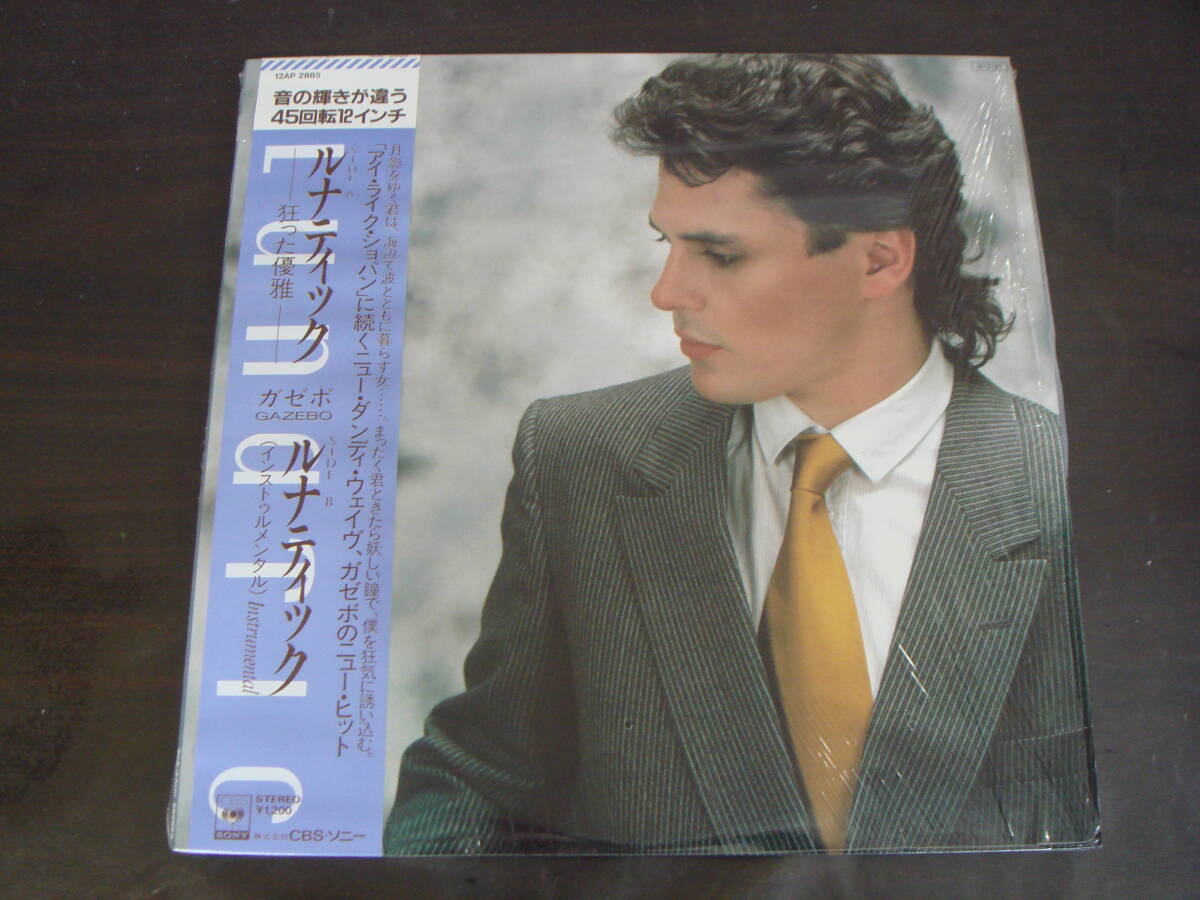 12AP 2885
音の輝きが違う
45回転12インチ
月影をゆく君は、海辺で波とともに暮らす女……。まったく君ときたら妖しい瞳で、僕を狂気に誘い込む。
「アイ・ライク・ショパン」に続くニュー・ダンディ・ウェイヴ、ガゼボのニュー・ヒット
SIDE A
ルナティック
狂った優雅
ガゼボ
GAZEBO
SIDE B
ルナティック
(インストゥルメンタル) Instrumental
Lunatic
STEREO
¥1,200
SONY
株式会社CBS・ソニー